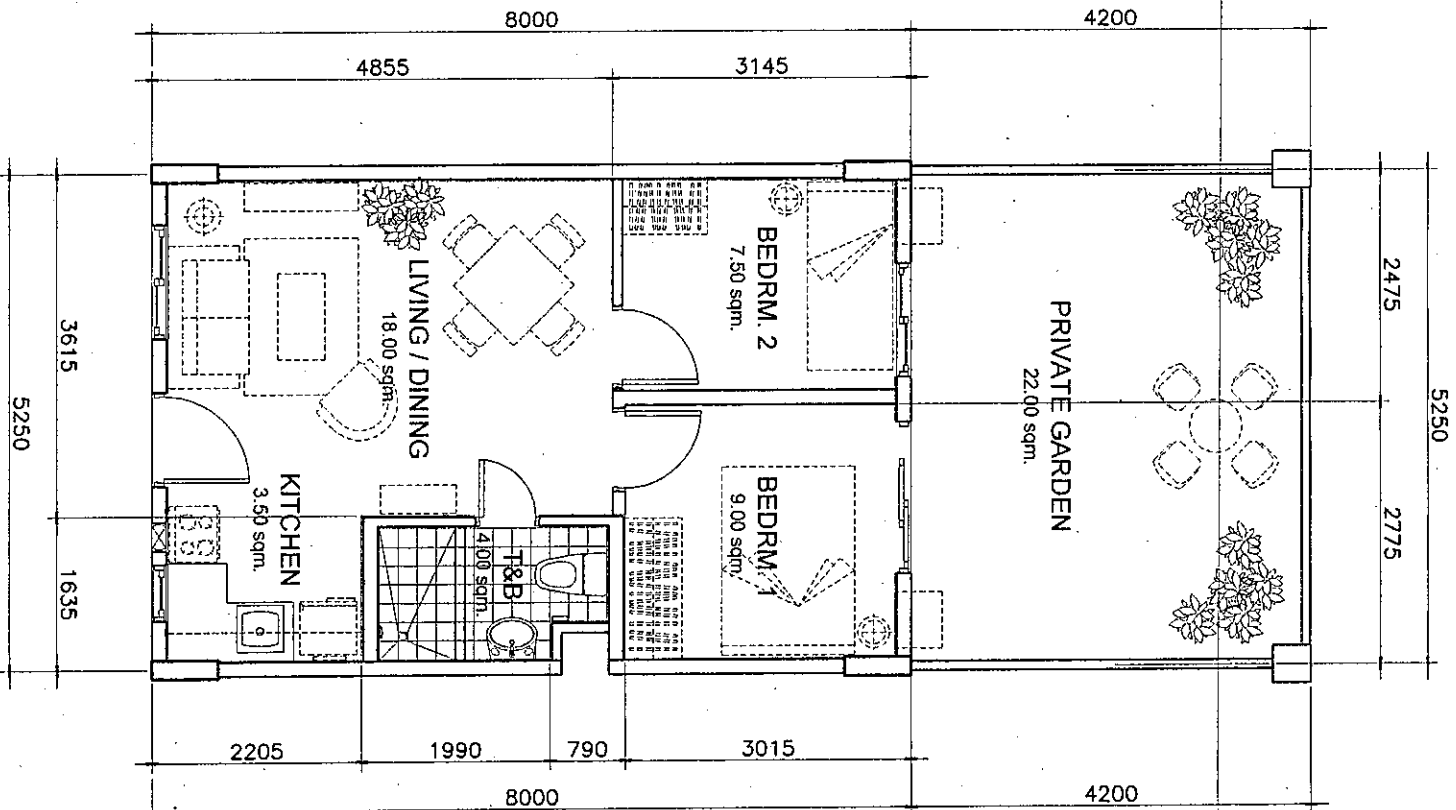 8000
4200
4855
3145
BEDRM. 2
7.50 sqm.
LIVING / DINING
18.00 sqm.
PRIVATE GARDEN
22.00 sqm.
KITCHEN
3.50 sqm.
T&B
4.00 sqm.
BEDRM. 1
9.00 sqm.
3615
5250
1635
2475
5250
2775
2205
1990
790
3015
8000
4200